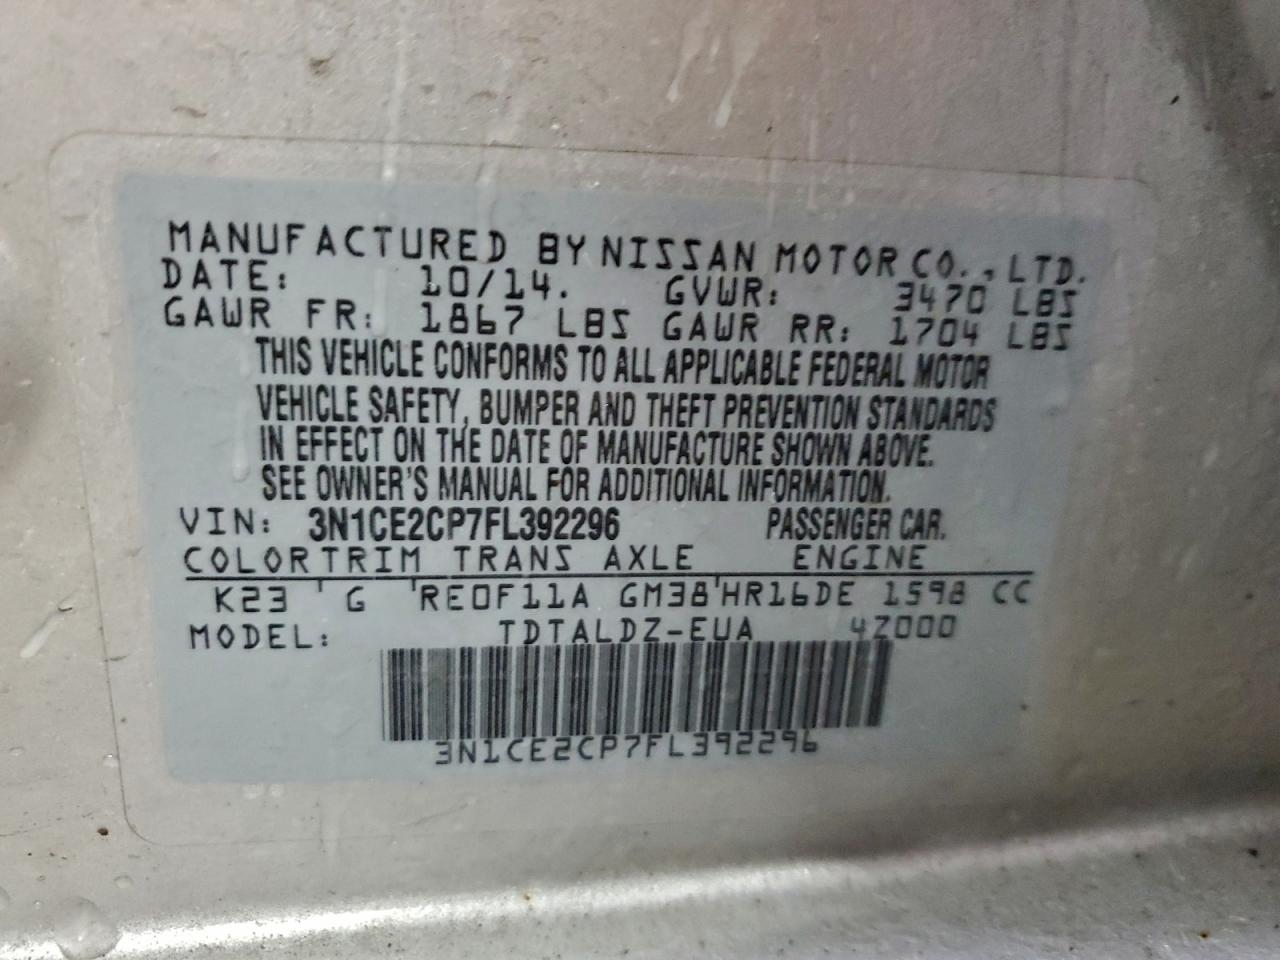 MANUFACTURED BY NISSAN MOTOR CO., LTD.
DATE: 10/14. GVWR: 3470 LBS
GAWR FR: 1867 LBS GAWR RR: 1704 LBS
THIS VEHICLE CONFORMS TO ALL APPLICABLE FEDERAL MOTOR
VEHICLE SAFETY, BUMPER AND THEFT PREVENTION STANDARDS
IN EFFECT ON THE DATE OF MANUFACTURE SHOWN ABOVE.
SEE OWNER'S MANUAL FOR ADDITIONAL INFORMATION.
VIN: 3N1CE2CP7FL392296 PASSENGER CAR.
COLOR TRIM TRANS AXLE ENGINE
K23 ' G ' RE0F11A GM38 ' HR16DE 1598 CC
MODEL: TDTALDZ-EUA 4Z000
3N1CE2CP7FL392296